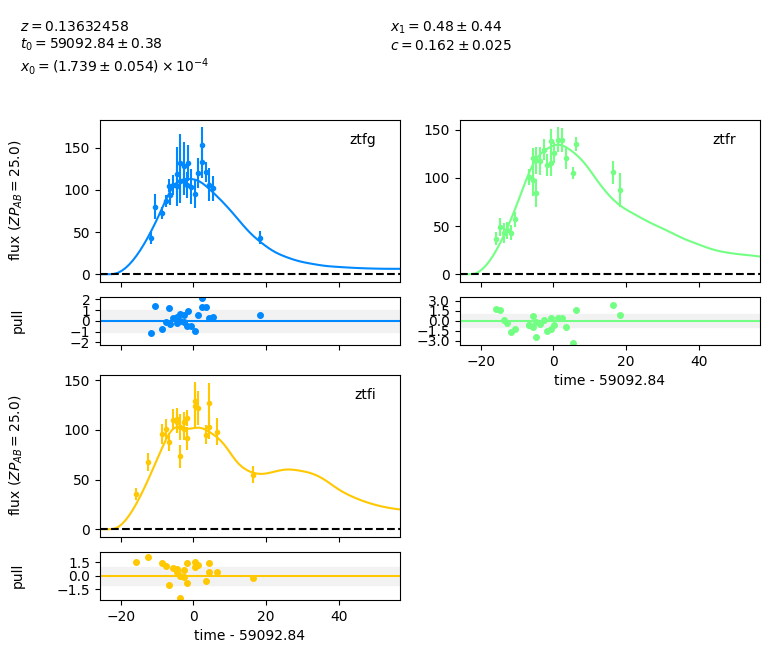 z = 0.13632458
t0 = 59092.84 ± 0.38
x0 = (1.739 ± 0.054) × 10^−4
x1 = 0.48 ± 0.44
c = 0.162 ± 0.025
flux (ZP_AB = 25.0)
150
100
50
0
ztfg
150
100
50
0
ztfr
pull
2
1
0
−1
−2
3.0
1.5
0.0
−1.5
−3.0
−20 0 20 40
time - 59092.84
flux (ZP_AB = 25.0)
150
100
50
0
ztfi
pull
1.5
0.0
−1.5
−20 0 20 40
time - 59092.84